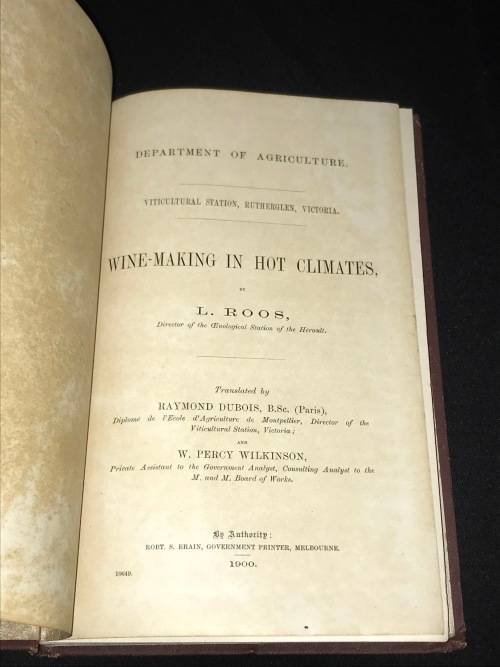 DEPARTMENT OF AGRICULTURE.
VITICULTURAL STATION, RUTHERGLEN, VICTORIA.
WINE-MAKING IN HOT CLIMATES,
BY
L. ROOS,
Director of the Œnological Station of the Hérault.
Translated by
RAYMOND DUBOIS, B.Sc. (Paris),
Diplomé de l'Ecole d'Agriculture de Montpellier, Director of the
Viticultural Station, Victoria;
AND
W. PERCY WILKINSON,
Private Assistant to the Government Analyst, Consulting Analyst to the
M. and M. Board of Works.
By Authority:
ROBT. S. BRAIN, GOVERNMENT PRINTER, MELBOURNE.
1900.
10649.